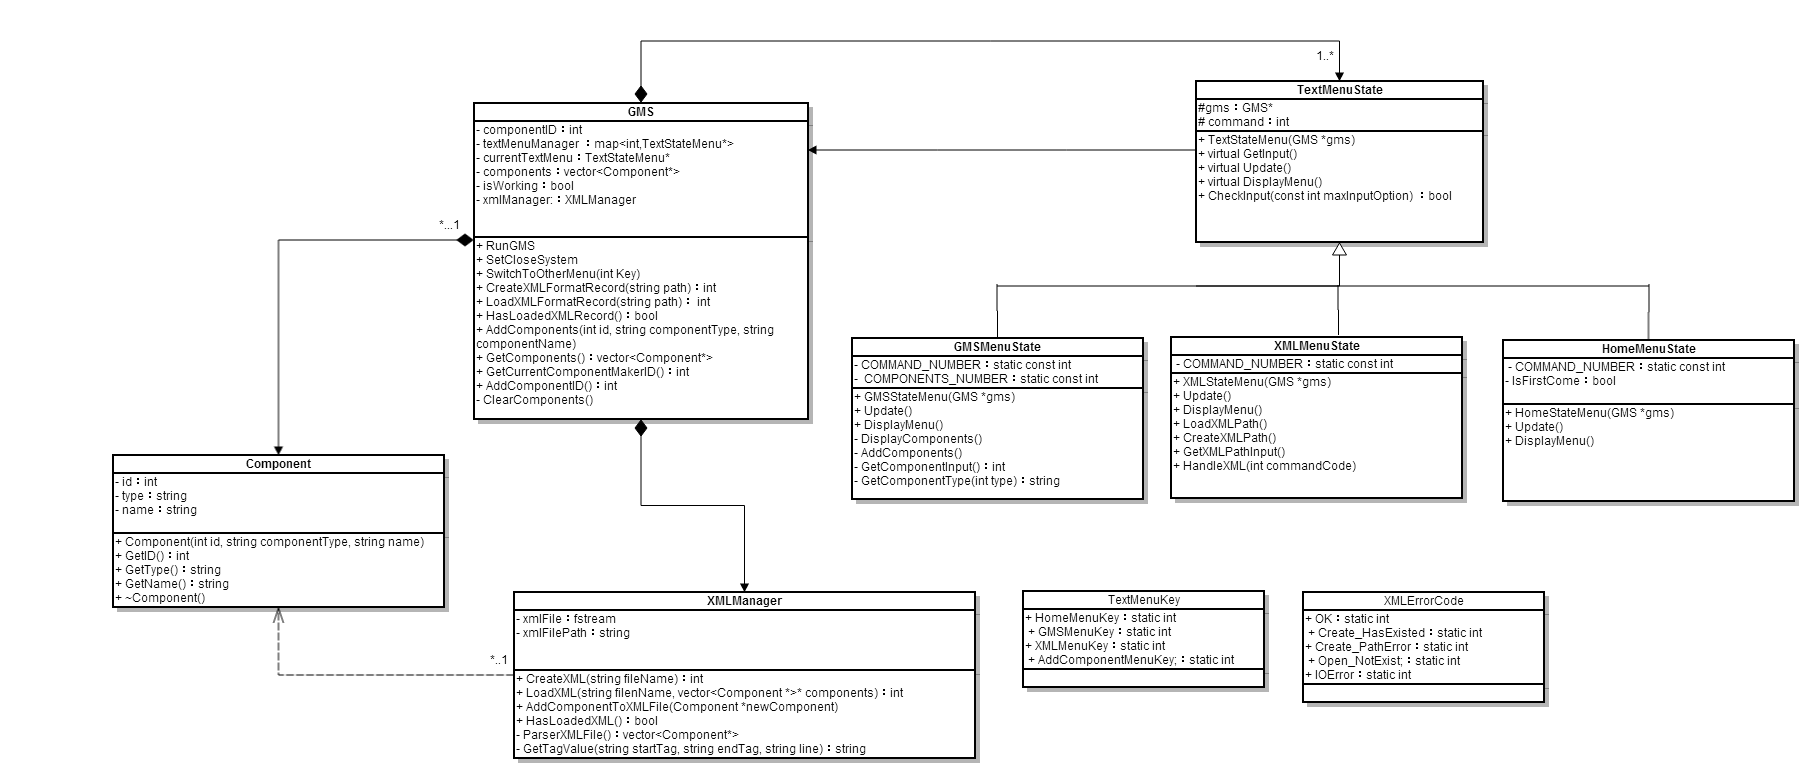 1..*
TextMenuState
#gms : GMS*
# command : int
+ TextStateMenu(GMS *gms)
+ virtual GetInput()
+ virtual Update()
+ virtual DisplayMenu()
+ CheckInput(const int maxInputOption) : bool
GMS
- componentID : int
- textMenuManager : map<int,TextStateMenu*>
- currentTextMenu : TextStateMenu*
- components : vector<Component*>
- isWorking : bool
- xmlManager: : XMLManager
+ RunGMS
+ SetCloseSystem
+ SwitchToOtherMenu(int Key)
+ CreateXMLFormatRecord(string path) : int
+ LoadXMLFormatRecord(string path) : int
+ HasLoadedXMLRecord() : bool
+ AddComponents(int id, string componentType, string
componentName)
+ GetComponents() : vector<Component*>
+ GetCurrentComponentMakerID() : int
+ AddComponentID() : int
- ClearComponents()
*...1
GMSMenuState
- COMMAND_NUMBER : static const int
- COMPONENTS_NUMBER : static const int
+ GMSStateMenu(GMS *gms)
+ Update()
+ DisplayMenu()
- DisplayComponents()
- AddComponents()
- GetComponentInput() : int
- GetComponentType(int type) : string
XMLMenuState
- COMMAND_NUMBER : static const int
+ XMLStateMenu(GMS *gms)
+ Update()
+ DisplayMenu()
+ LoadXMLPath()
+ CreateXMLPath()
+ GetXMLPathInput()
+ HandleXML(int commandCode)
HomeMenuState
- COMMAND_NUMBER : static const int
- IsFirstCome : bool
+ HomeStateMenu(GMS *gms)
+ Update()
+ DisplayMenu()
Component
- id : int
- type : string
- name : string
+ Component(int id, string componentType, string name)
+ GetID() : int
+ GetType() : string
+ GetName() : string
+ ~Component()
*..1
XMLManager
- xmlFile : fstream
- xmlFilePath : string
+ CreateXML(string fileName) : int
+ LoadXML(string filenName, vector<Component *>* components) : int
+ AddComponentToXMLFile(Component *newComponent)
+ HasLoadedXML() : bool
- ParserXMLFile() : vector<Component*>
- GetTagValue(string startTag, string endTag, string line) : string
TextMenuKey
+ HomeMenuKey : static int
+ GMSMenuKey : static int
+ XMLMenuKey : static int
+ AddComponentMenuKey; : static int
XMLErrorCode
+ OK : static int
+ Create_HasExisted : static int
+ Create_PathError : static int
+ Open_NotExist; : static int
+ IOError : static int